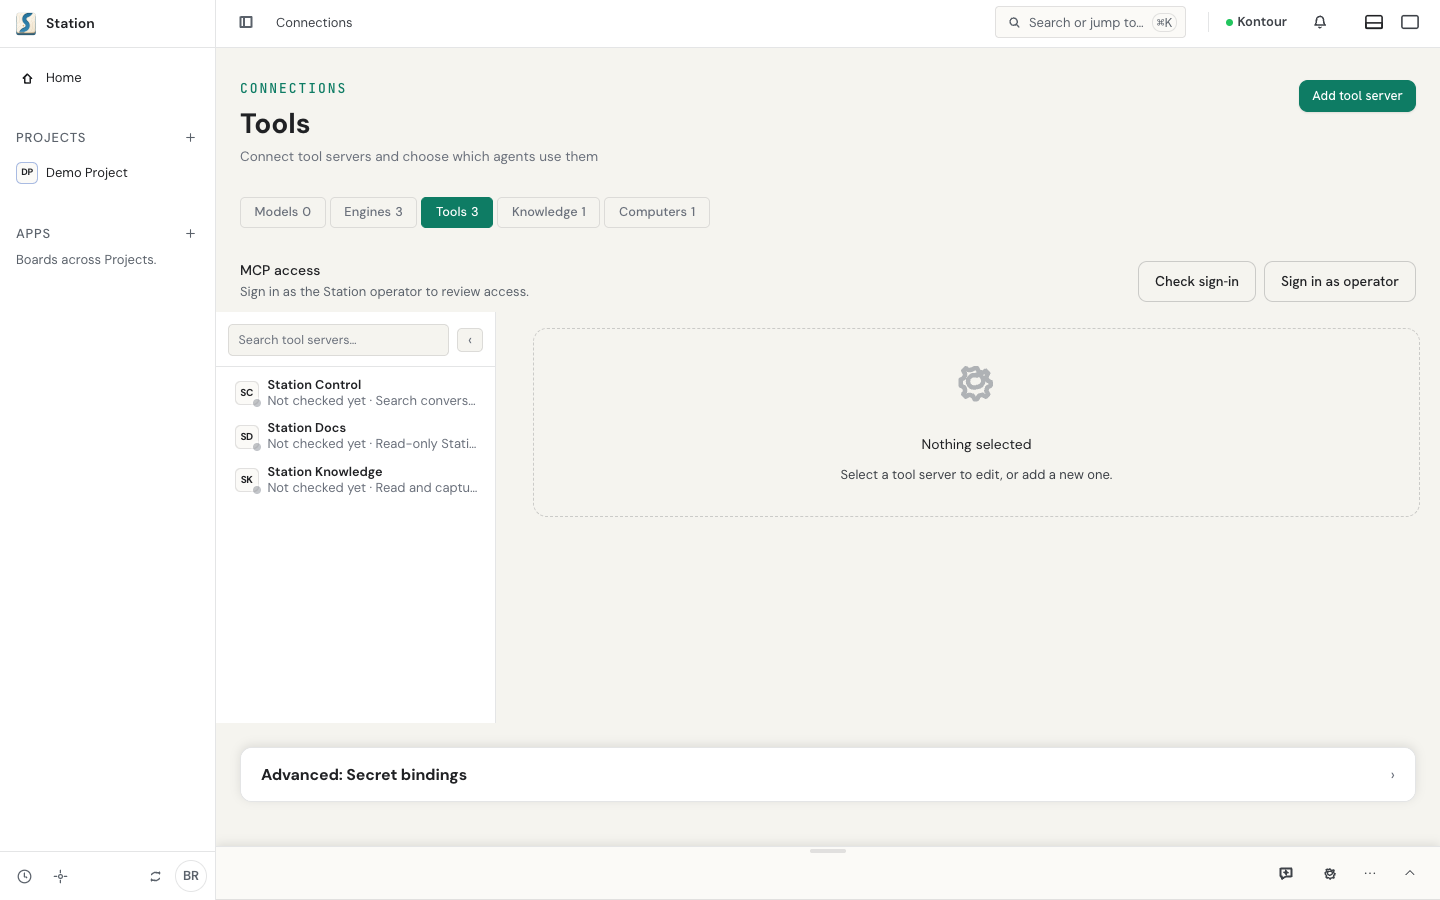 Station
Connections
Search or jump to...
⌘K
Kontour
Home
PROJECTS
DP
Demo Project
APPS
Boards across Projects.
BR
CONNECTIONS
Tools
Connect tool servers and choose which agents use them
Add tool server
Models 0
Engines 3
Tools 3
Knowledge 1
Computers 1
MCP access
Sign in as the Station operator to review access.
Check sign-in
Sign in as operator
Search tool servers...
SC
Station Control
Not checked yet · Search convers...
SD
Station Docs
Not checked yet · Read-only Stati...
SK
Station Knowledge
Not checked yet · Read and captu...
Nothing selected
Select a tool server to edit, or add a new one.
Advanced: Secret bindings